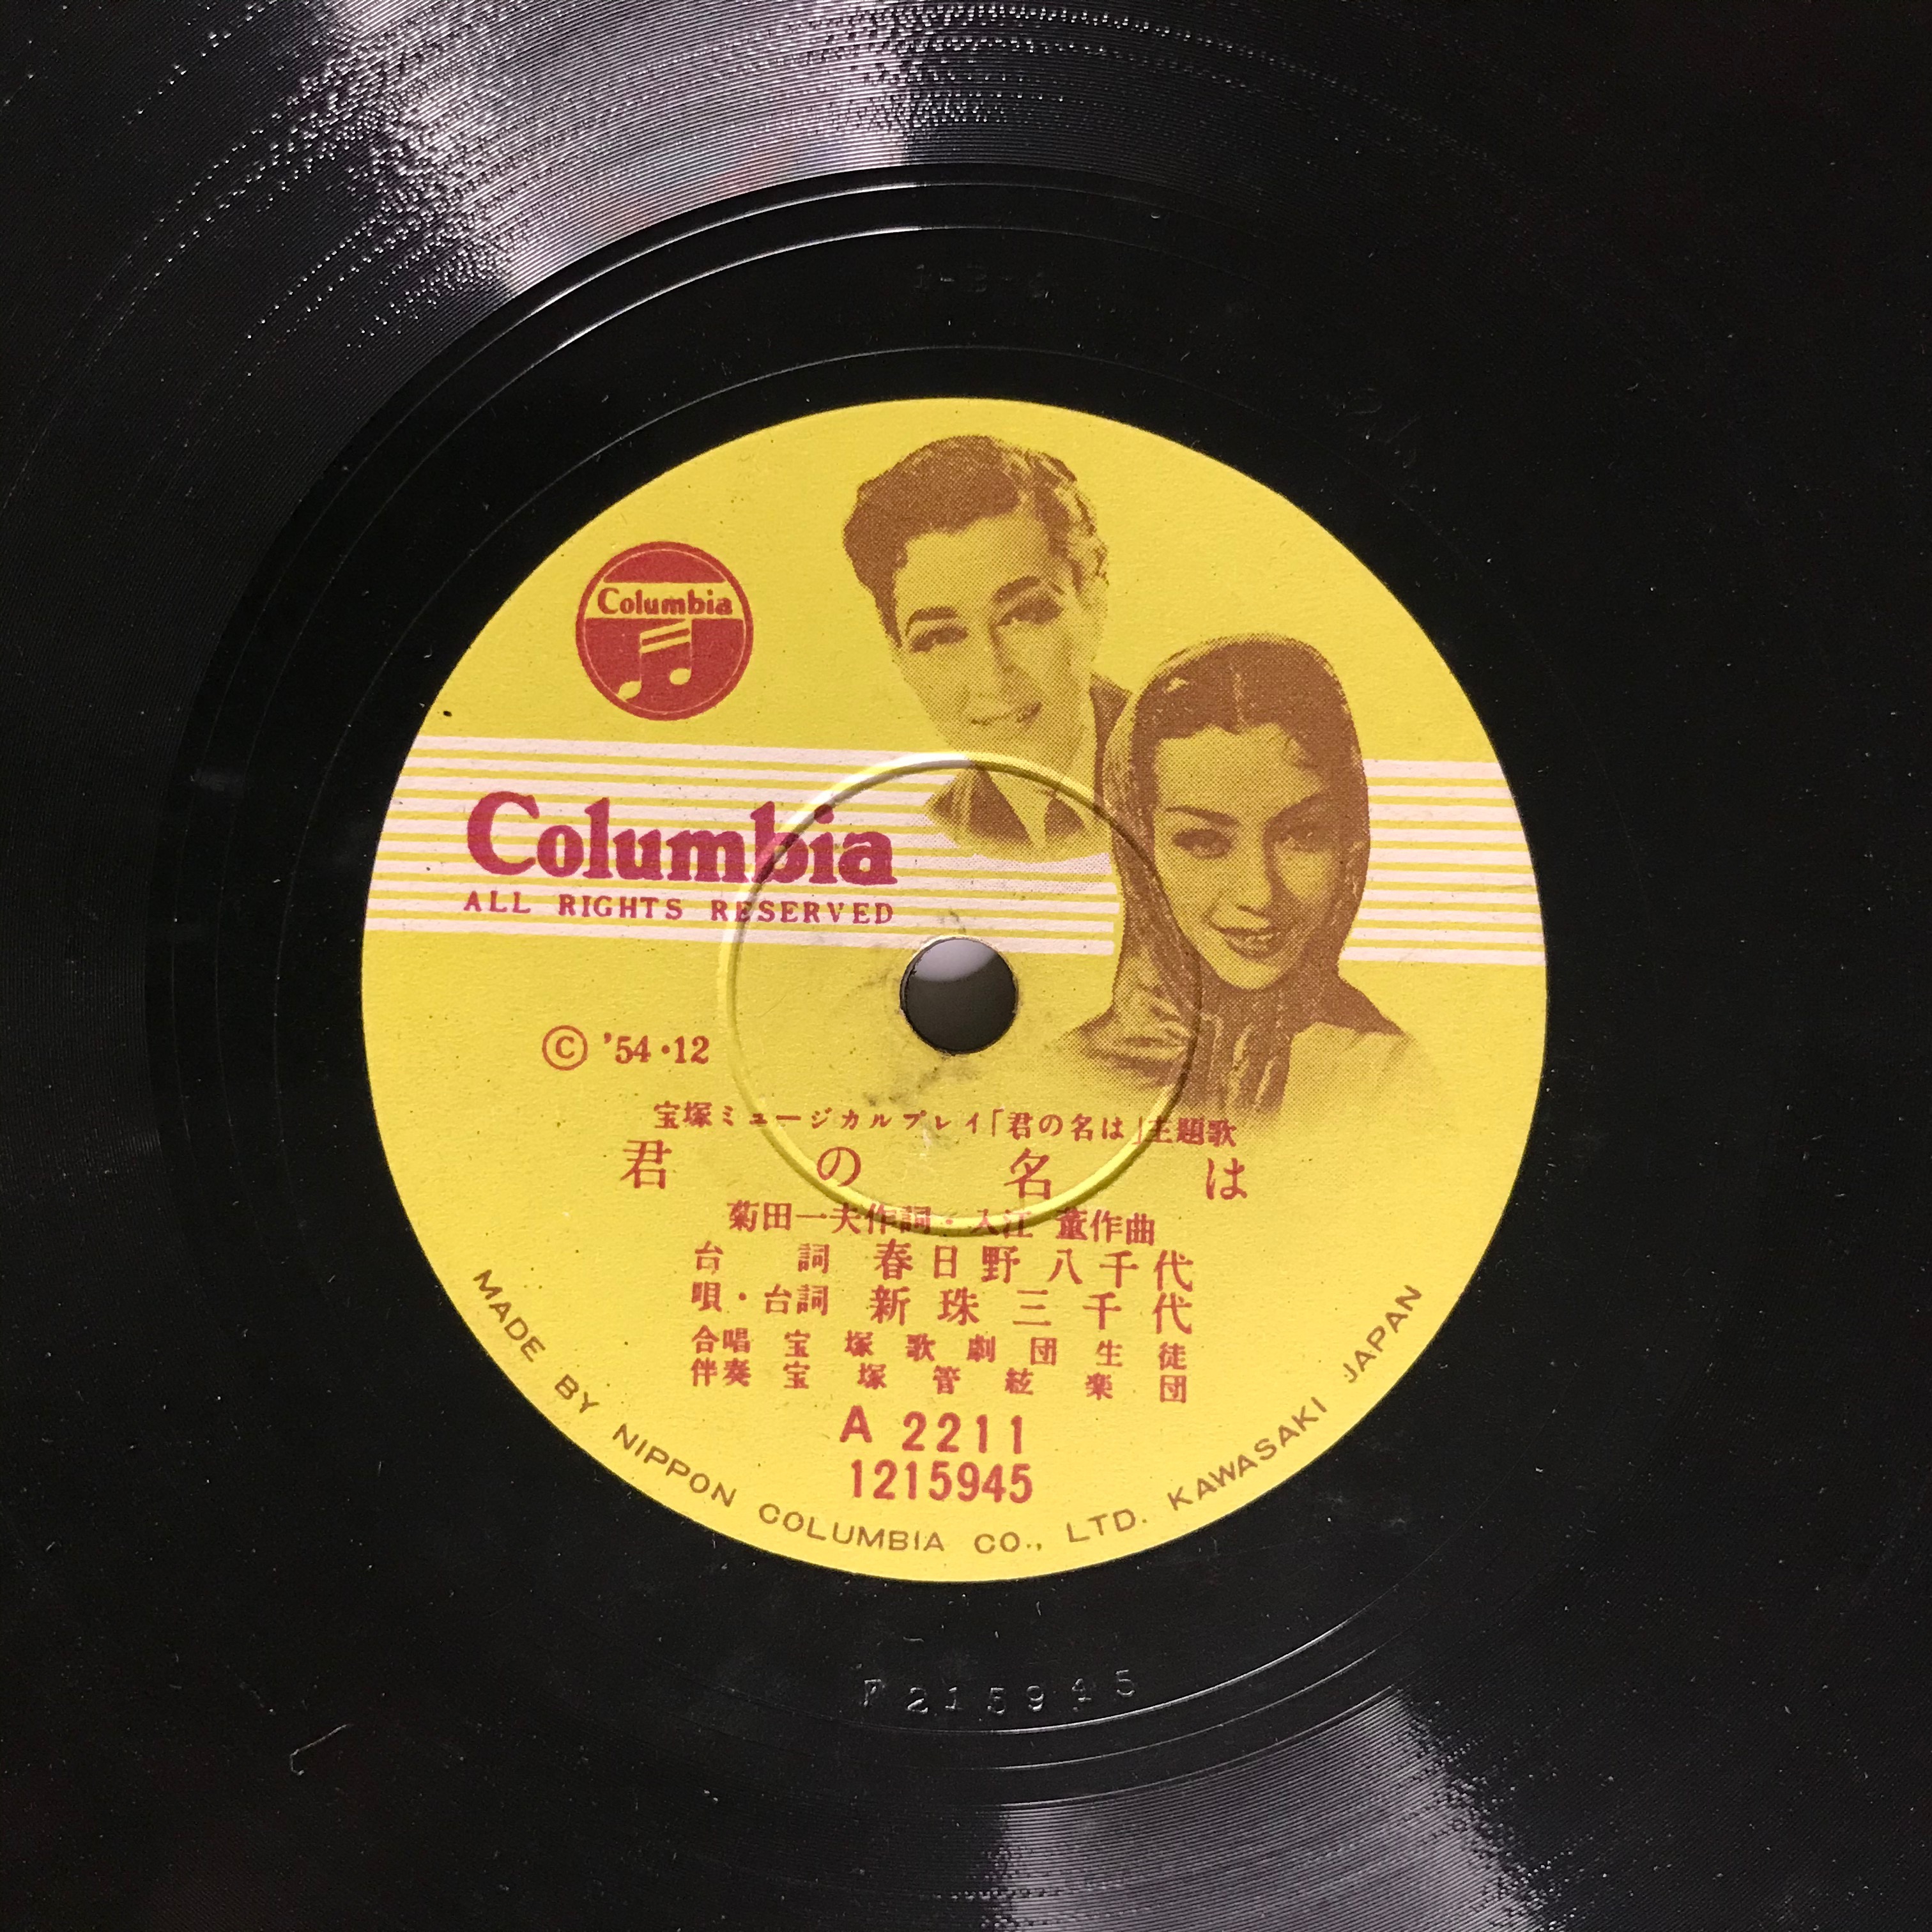 Columbia
Columbia
ALL RIGHTS RESERVED
Ⓒ '54・12
宝塚ミュージカルプレイ「君の名は」主題歌
君の名は
菊田一夫作詞・入江 薫作曲
台詞 春日野八千代
唄・台詞 新珠三千代
合唱 宝塚歌劇団生徒
伴奏 宝塚管絃楽団
A 2211
1215945
MADE BY NIPPON COLUMBIA CO., LTD. KAWASAKI JAPAN
F215945